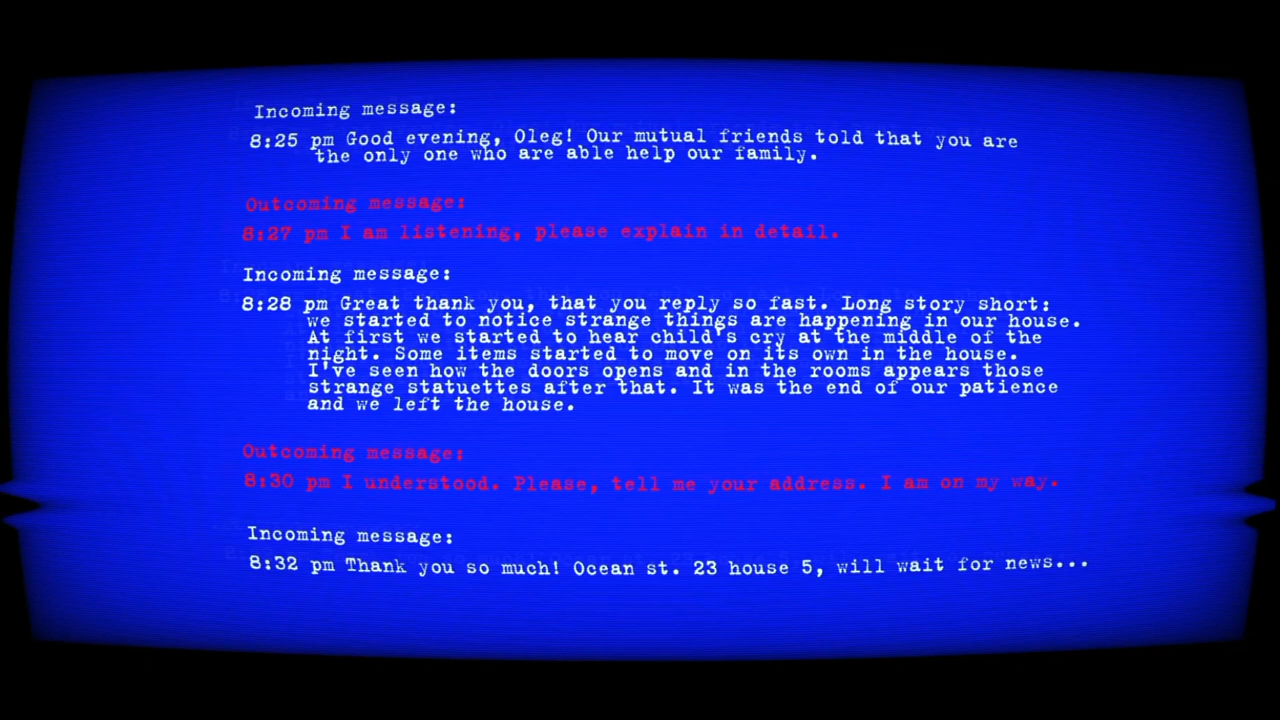 Incoming message:
8:25 pm Good evening, Oleg! Our mutual friends told that you are
the only one who are able help our family.
Outcoming message:
8:27 pm I am listening, please explain in detail.
Incoming message:
8:28 pm Great thank you, that you reply so fast. Long story short:
we started to notice strange things are happening in our house.
At first we started to hear child's cry at the middle of the
night. Some items started to move on its own in the house.
I've seen how the doors opens and in the rooms appears those
strange statuettes after that. It was the end of our patience
and we left the house.
Outcoming message:
8:30 pm I understood. Please, tell me your address. I am on my way.
Incoming message:
8:32 pm Thank you so much! Ocean st. 23 house 5, will wait for news...